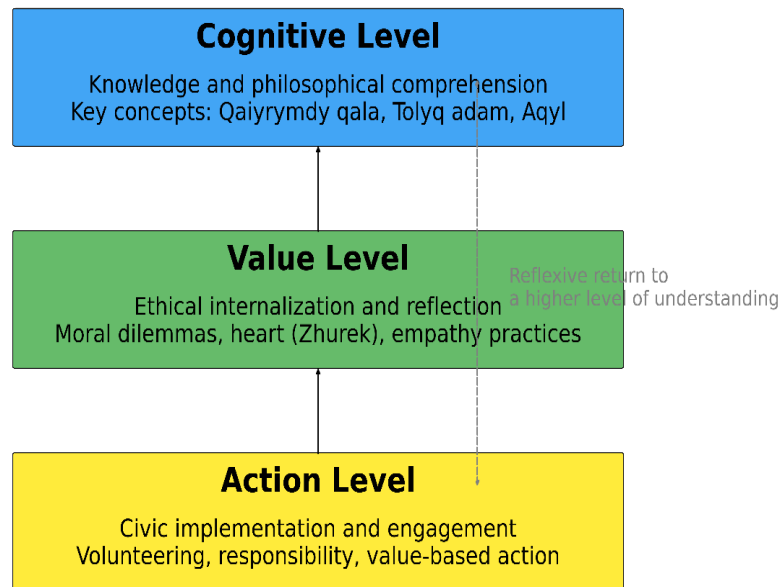 Cognitive Level
Knowledge and philosophical comprehension
Key concepts: Qaiyrymdy qala, Tolyq adam, Aqyl
Value Level
Ethical internalization and reflection
Moral dilemmas, heart (Zhurek), empathy practices
Reflexive return to
a higher level of understanding
Action Level
Civic implementation and engagement
Volunteering, responsibility, value-based action